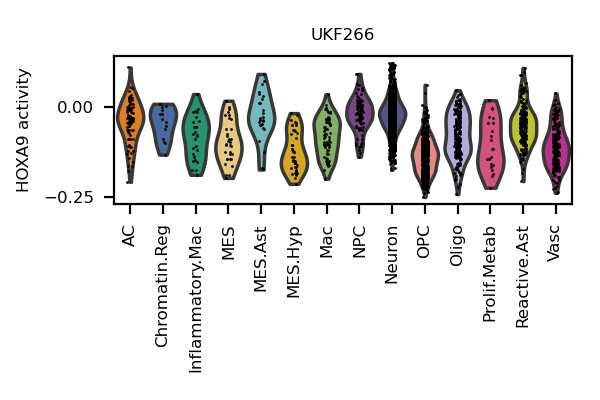 UKF266
HOXA9 activity
0.00
−0.25
AC
Chromatin.Reg
Inflammatory.Mac
MES
MES.Ast
MES.Hyp
Mac
NPC
Neuron
OPC
Oligo
Prolif.Metab
Reactive.Ast
Vasc